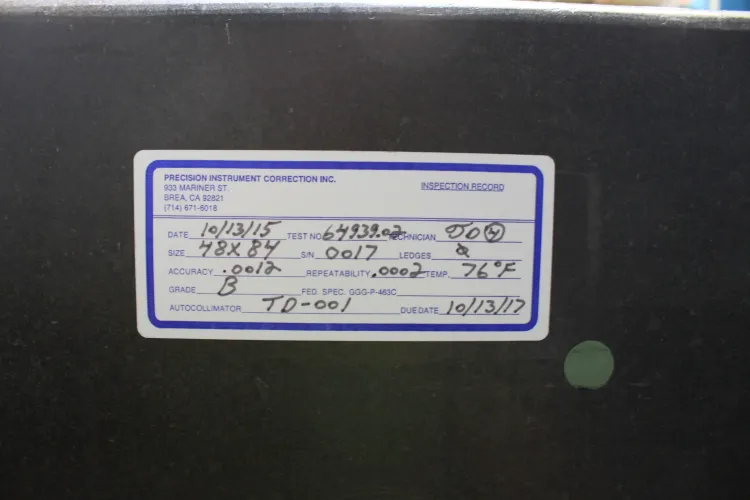 PRECISION INSTRUMENT CORRECTION INC.
933 MARINER ST. INSPECTION RECORD
BREA, CA 92821
(714) 671-6018
DATE 10/13/15 TEST NO. 64939.02 TECHNICIAN JD 4
SIZE 48X84 S/N 0017 LEDGES
ACCURACY .0012 REPEATABILITY .0002 TEMP. 76°F
GRADE B FED. SPEC. GGG-P-463C
AUTOCOLLIMATOR TD-001 DUE DATE 10/13/17